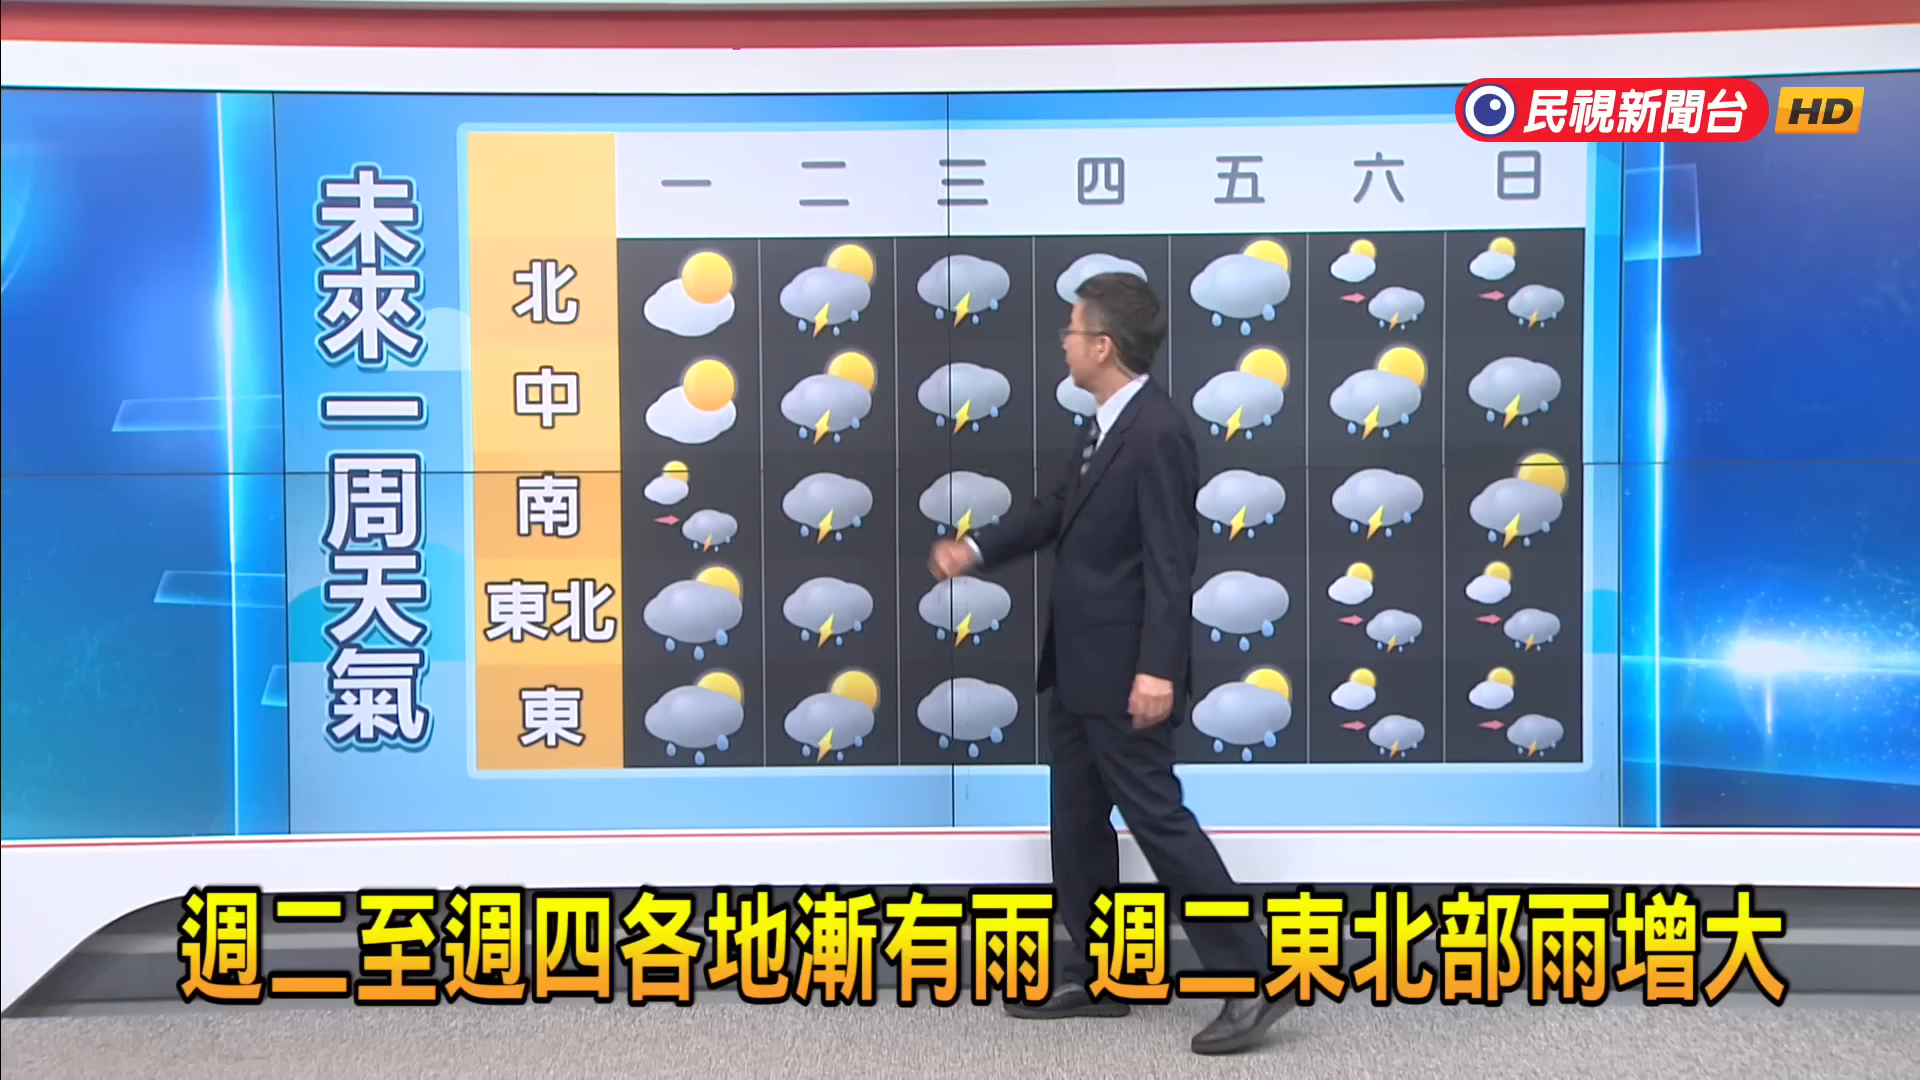 民視新聞台 HD
未來一周天氣
一 二 三 四 五 六 日
北
中
南
東北
東
週二至週四各地漸有雨 週二東北部雨增大